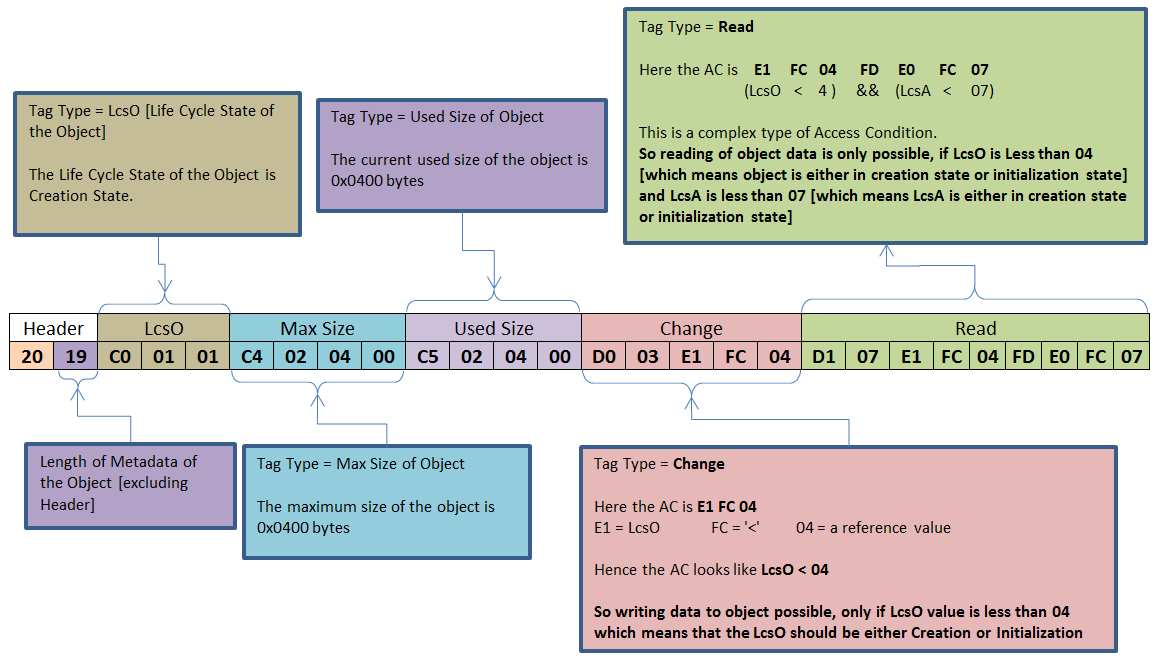 Tag Type = Read
Here the AC is E1 FC 04 FD E0 FC 07
(LcsO < 4 ) && (LcsA < 07)
This is a complex type of Access Condition.
So reading of object data is only possible, if LcsO is Less than 04
[which means object is either in creation state or initialization state]
and LcsA is less than 07 [which means LcsA is either in creation state
or initialization state]
Tag Type = LcsO [Life Cycle State of
the Object]
The Life Cycle State of the Object is
Creation State.
Tag Type = Used Size of Object
The current used size of the object is
0x0400 bytes
Header LcsO Max Size Used Size Change Read
20 19 C0 01 01 C4 02 04 00 C5 02 04 00 D0 03 E1 FC 04 D1 07 E1 FC 04 FD E0 FC 07
Length of Metadata of
the Object [excluding
Header]
Tag Type = Max Size of Object
The maximum size of the object is
0x0400 bytes
Tag Type = Change
Here the AC is E1 FC 04
E1 = LcsO FC = '<' 04 = a reference value
Hence the AC looks like LcsO < 04
So writing data to object possible, only if LcsO value is less than 04
which means that the LcsO should be either Creation or Initialization